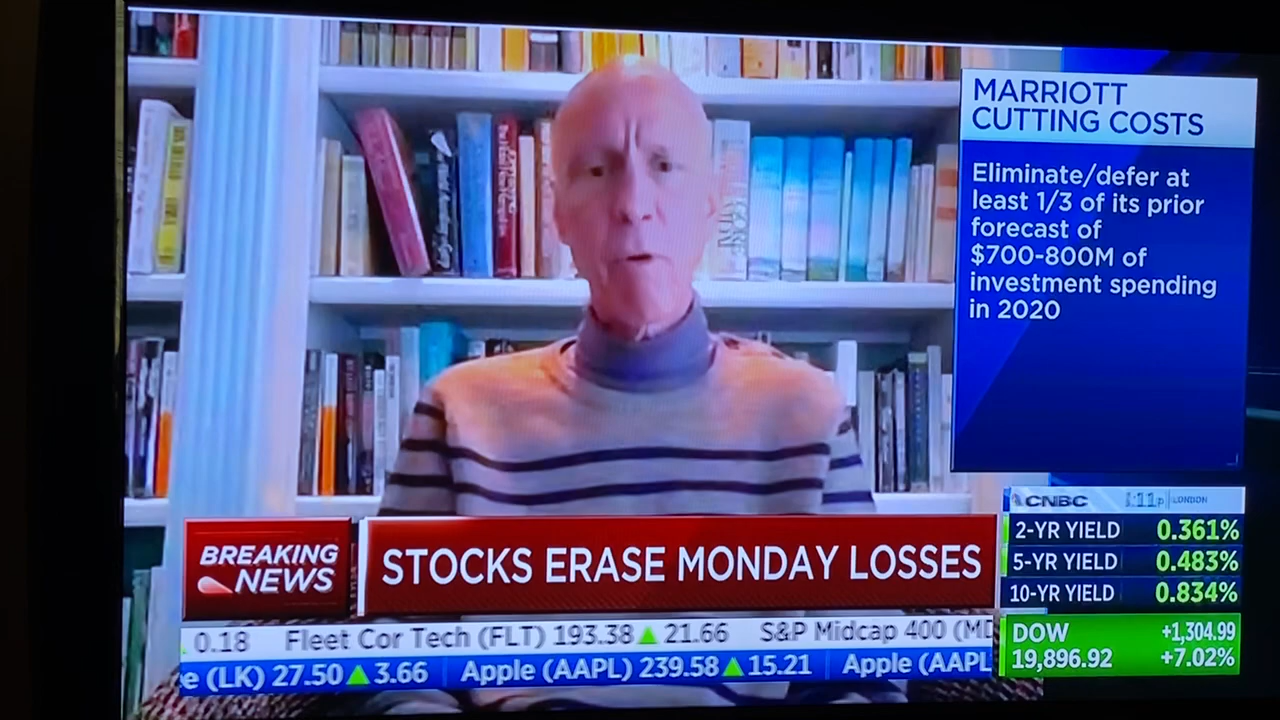 MARRIOTT
CUTTING COSTS
Eliminate/defer at
least 1/3 of its prior
forecast of
$700-800M of
investment spending
in 2020
CNBC
LONDON
2-YR YIELD 0.361%
5-YR YIELD 0.483%
10-YR YIELD 0.834%
DOW +1,304.99
19,896.92 +7.02%
BREAKING
NEWS
STOCKS ERASE MONDAY LOSSES
0.18 Fleet Cor Tech (FLT) 193.38 ▲ 21.66 S&P Midcap 400 (MD
e (LK) 27.50 ▲ 3.66 Apple (AAPL) 239.58 ▲ 15.21 Apple (AAPL